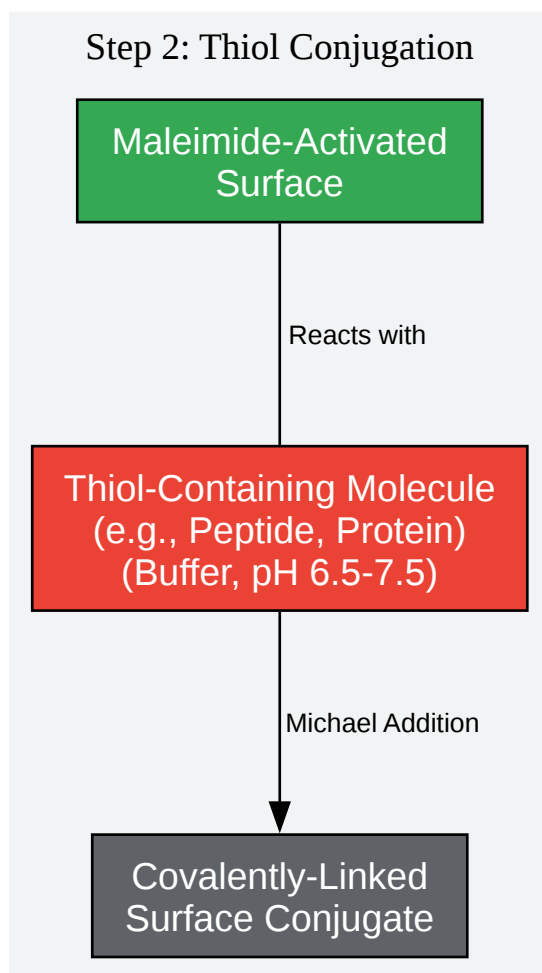 Step 2: Thiol Conjugation
Maleimide-Activated
Surface
Reacts with
Thiol-Containing Molecule
(e.g., Peptide, Protein)
(Buffer, pH 6.5-7.5)
Michael Addition
Covalently-Linked
Surface Conjugate